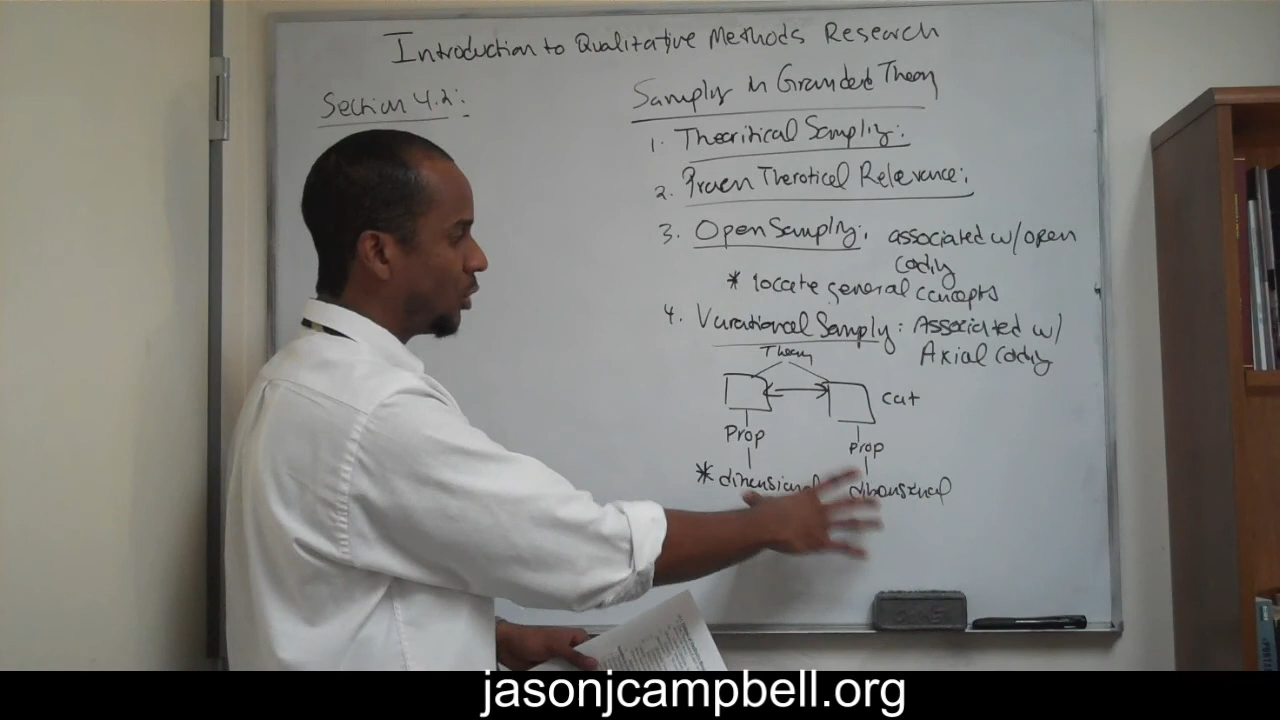 Introduction to Qualitative Methods Research
Section 4.2:
Sampling in Grounded Theory
1. Theoritical Sampling:
2. Proven Therotical Relevance:
3. Open Sampling: associated w/ open
coding
* locate general concepts
4. Variational Sampling: Associated w/
Axial Coding
Theory
cat
Prop
Prop
* dimensional dimensional
jasonjcampbell.org